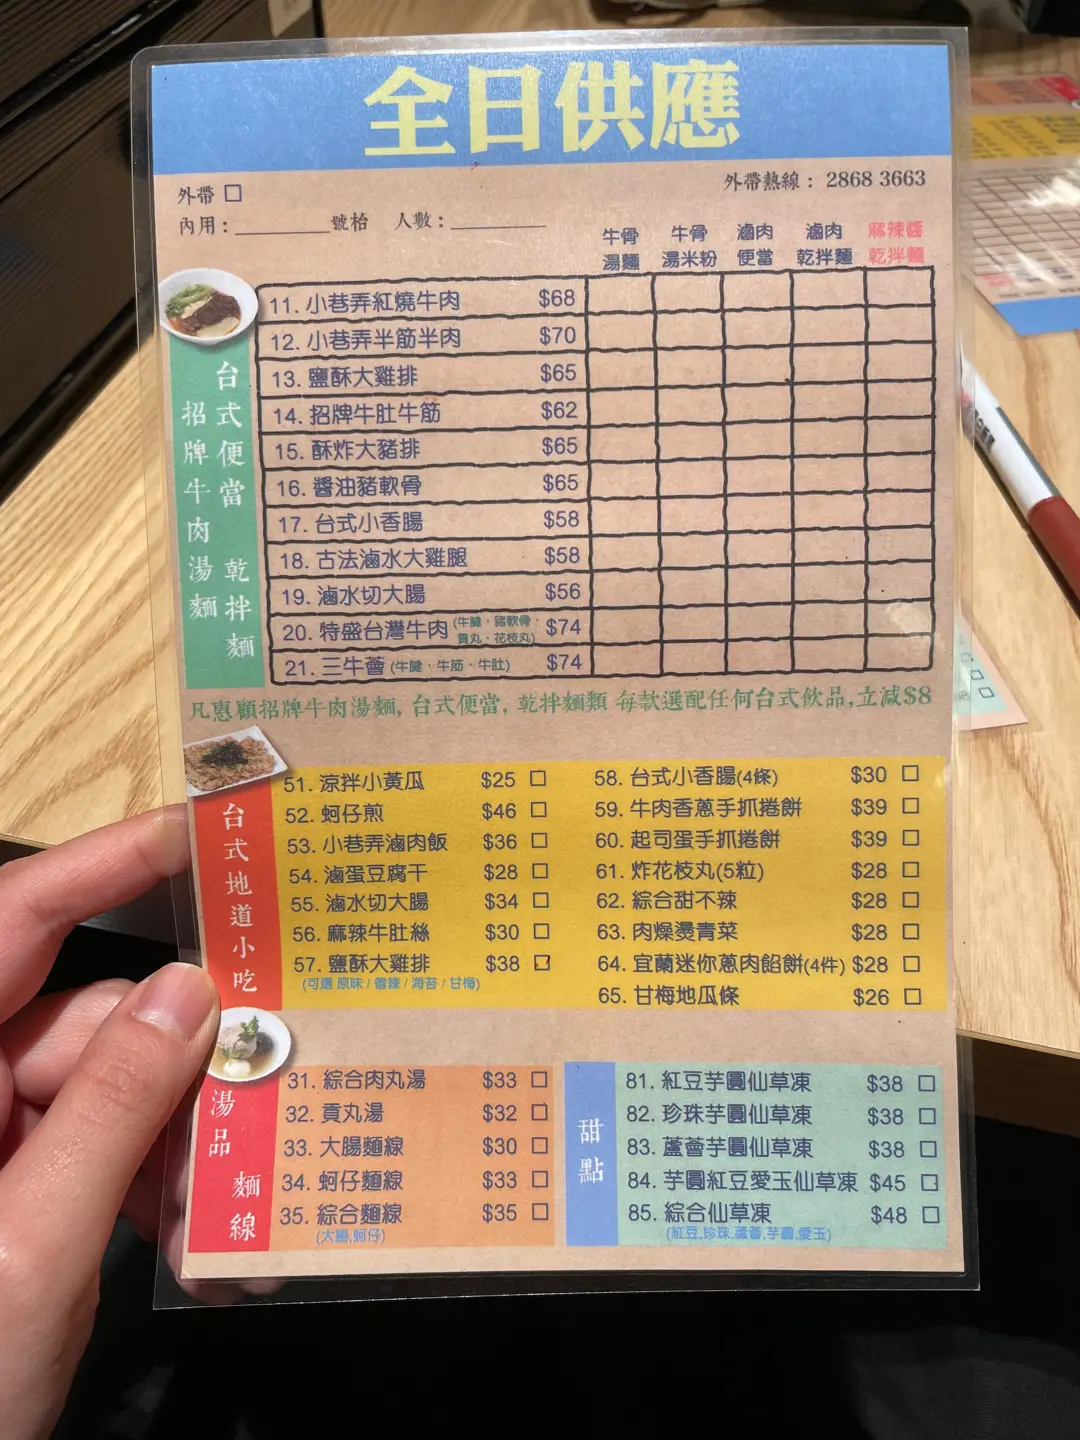 全日供應
外帶 □
外帶熱線： 2868 3663
內用：________號枱 人數：________
牛骨湯麵
牛骨湯米粉
滷肉便當
滷肉乾拌麵
麻辣醬乾拌麵
台式便當 乾拌麵
招牌牛肉湯麵
11. 小巷弄紅燒牛肉 $68
12. 小巷弄半筋半肉 $70
13. 鹽酥大雞排 $65
14. 招牌牛肚牛筋 $62
15. 酥炸大豬排 $65
16. 醬油豬軟骨 $65
17. 台式小香腸 $58
18. 古法滷水大雞腿 $58
19. 滷水切大腸 $56
20. 特盛台灣牛肉 (牛腱．豬軟骨．貢丸．花枝丸) $74
21. 三牛薈 (牛腱．牛筋．牛肚) $74
凡惠顧招牌牛肉湯麵, 台式便當, 乾拌麵類 每款選配任何台式飲品,立減$8
台式地道小吃
51. 涼拌小黃瓜 $25 □
52. 蚵仔煎 $46 □
53. 小巷弄滷肉飯 $36 □
54. 滷蛋豆腐干 $28 □
55. 滷水切大腸 $34 □
56. 麻辣牛肚絲 $30 □
57. 鹽酥大雞排 $38 □
(可選 原味 / 香辣 / 海苔 / 甘梅)
58. 台式小香腸(4條) $30 □
59. 牛肉香蔥手抓捲餅 $39 □
60. 起司蛋手抓捲餅 $39 □
61. 炸花枝丸(5粒) $28 □
62. 綜合甜不辣 $28 □
63. 肉燥燙青菜 $28 □
64. 宜蘭迷你蔥肉餡餅(4件) $28 □
65. 甘梅地瓜條 $26 □
湯品 麵線
31. 綜合肉丸湯 $33 □
32. 貢丸湯 $32 □
33. 大腸麵線 $30 □
34. 蚵仔麵線 $33 □
35. 綜合麵線 $35 □
(大腸,蚵仔)
甜點
81. 紅豆芋圓仙草凍 $38 □
82. 珍珠芋圓仙草凍 $38 □
83. 蘆薈芋圓仙草凍 $38 □
84. 芋圓紅豆愛玉仙草凍 $45 □
85. 綜合仙草凍 $48 □
(紅豆,珍珠,蘆薈,芋圓,愛玉)